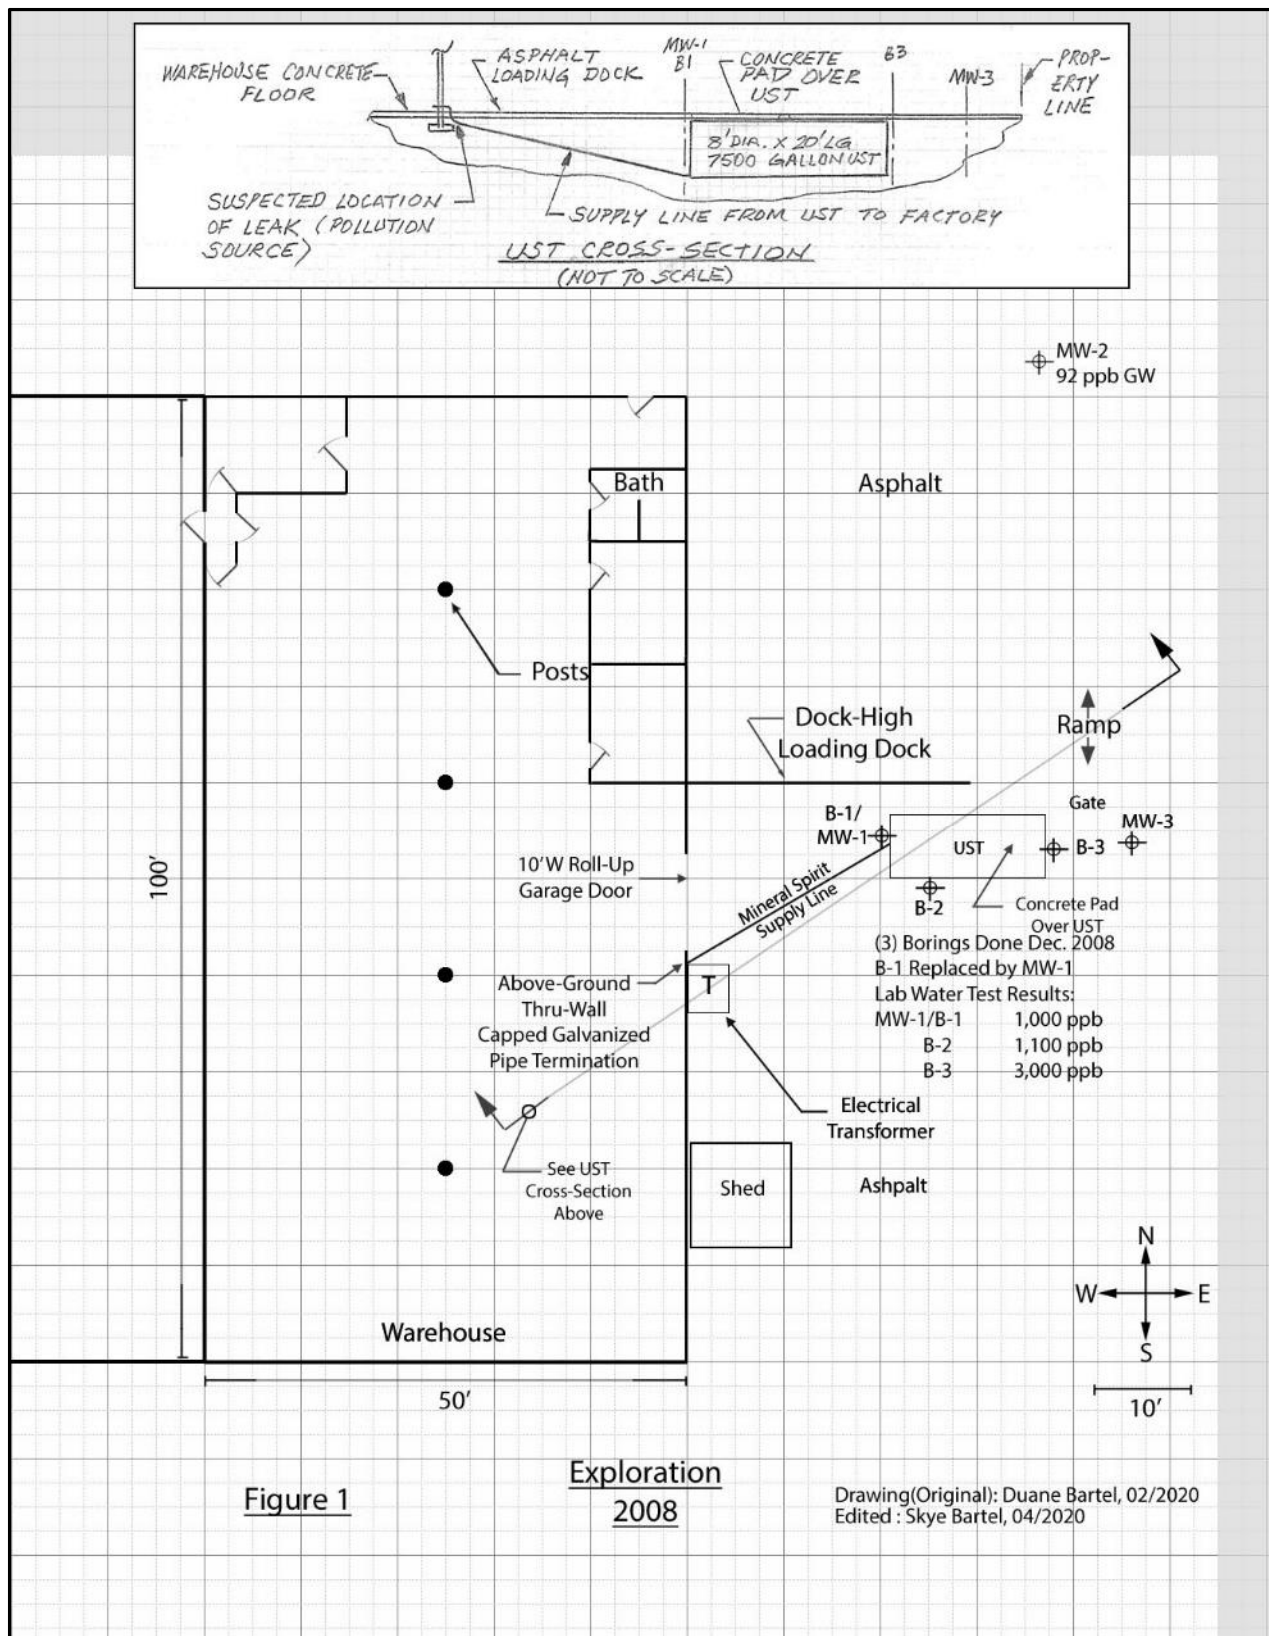 WAREHOUSE CONCRETE
FLOOR
ASPHALT
LOADING DOCK
MW-1
B1
CONCRETE
PAD OVER
UST
B3
MW-3
PROP-
ERTY
LINE
8' DIA. X 20' LG
7500 GALLON UST
SUSPECTED LOCATION
OF LEAK (POLLUTION
SOURCE)
SUPPLY LINE FROM UST TO FACTORY
UST CROSS-SECTION
(NOT TO SCALE)
MW-2
92 ppb GW
Bath
Asphalt
Posts
Dock-High
Loading Dock
Ramp
Gate
B-1/
MW-1
UST
B-3
MW-3
100'
10'W Roll-Up
Garage Door
Mineral Spirit
Supply Line
B-2
Concrete Pad
Over UST
(3) Borings Done Dec. 2008
B-1 Replaced by MW-1
Lab Water Test Results:
MW-1/B-1 1,000 ppb
B-2 1,100 ppb
B-3 3,000 ppb
Above-Ground
Thru-Wall
Capped Galvanized
Pipe Termination
T
Electrical
Transformer
See UST
Cross-Section
Above
Shed
Ashpalt
N
W E
S
Warehouse
50'
10'
Figure 1
Exploration
2008
Drawing(Original): Duane Bartel, 02/2020
Edited : Skye Bartel, 04/2020